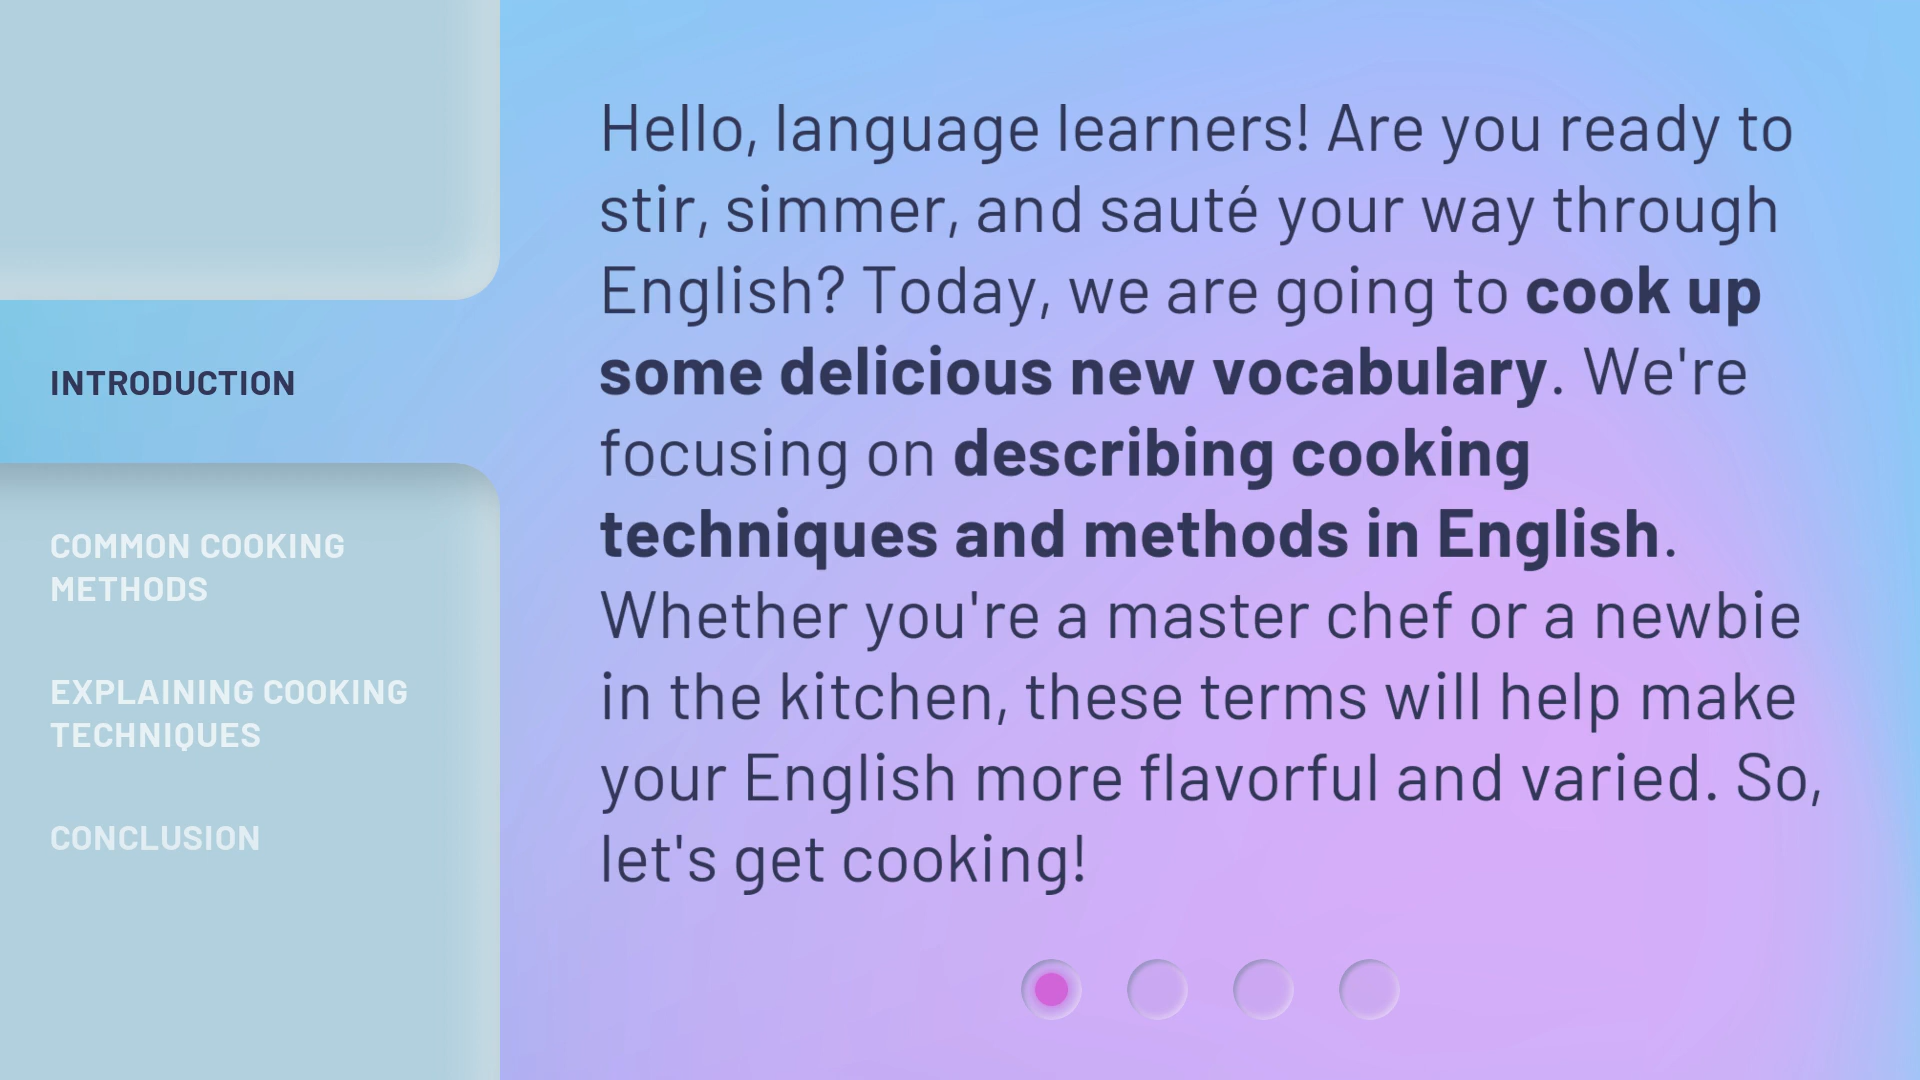 INTRODUCTION
COMMON COOKING
METHODS
EXPLAINING COOKING
TECHNIQUES
CONCLUSION
Hello, language learners! Are you ready to
stir, simmer, and sauté your way through
English? Today, we are going to cook up
some delicious new vocabulary. We're
focusing on describing cooking
techniques and methods in English.
Whether you're a master chef or a newbie
in the kitchen, these terms will help make
your English more flavorful and varied. So,
let's get cooking!